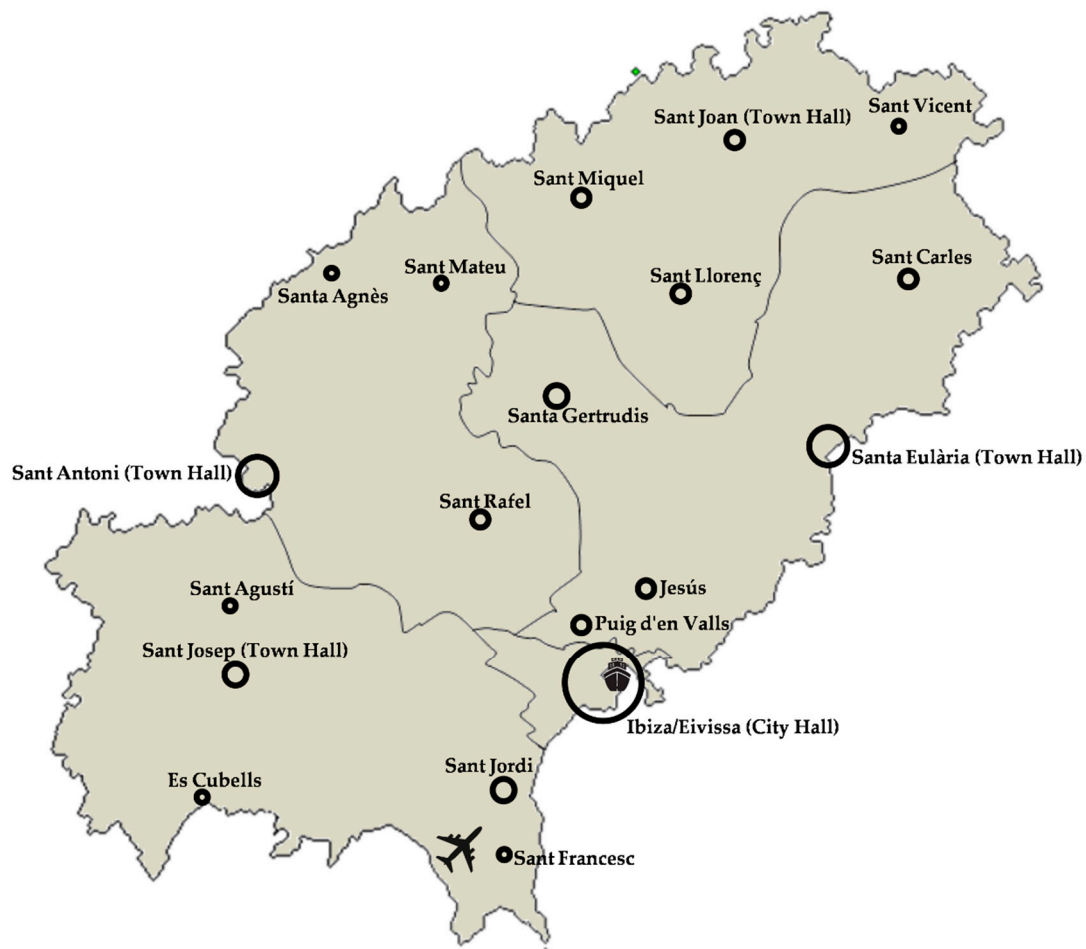 Sant Vicent
Sant Joan (Town Hall)
Sant Miquel
Sant Carles
Sant Mateu
Sant Llorenç
Santa Agnès
Santa Gertrudis
Santa Eulària (Town Hall)
Sant Antoni (Town Hall)
Sant Rafel
Sant Agustí
Jesús
Puig d'en Valls
Sant Josep (Town Hall)
Ibiza/Eivissa (City Hall)
Sant Jordi
Es Cubells
Sant Francesc